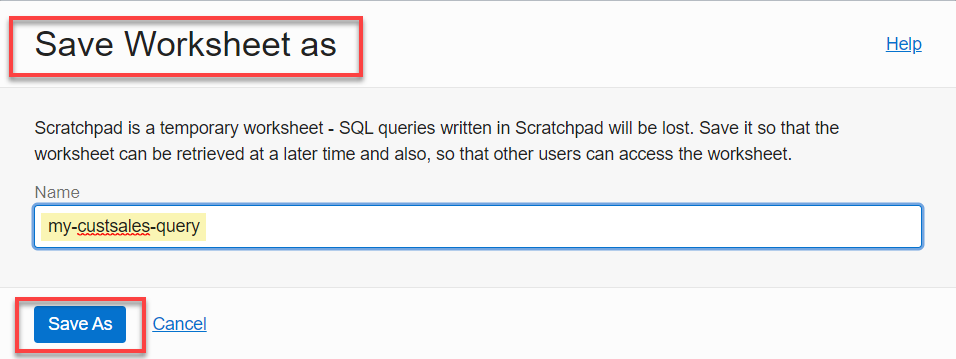 Save Worksheet as
Help
Scratchpad is a temporary worksheet - SQL queries written in Scratchpad will be lost. Save it so that the
worksheet can be retrieved at a later time and also, so that other users can access the worksheet.
Name
my-custsales-query
Save As
Cancel